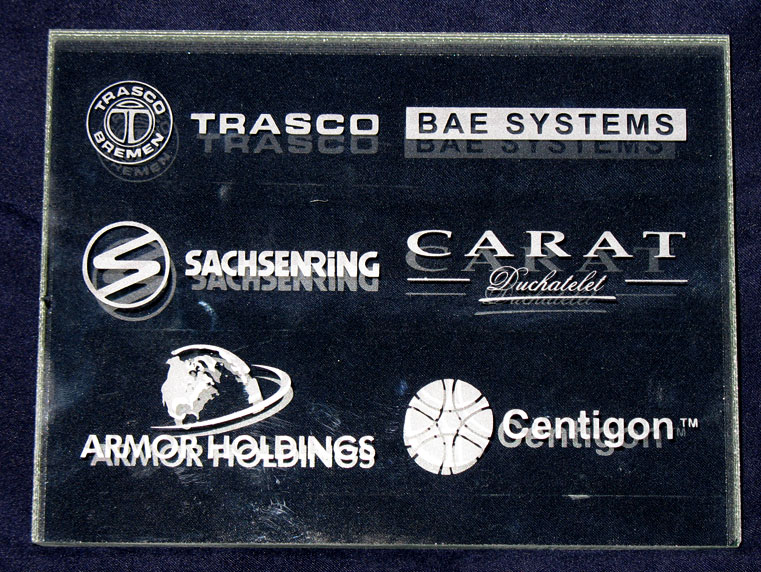 TRASCO
BREMEN
TRASCO
BAE SYSTEMS
SACHSENRiNG
CARAT
Duchatelet
ARMOR HOLDINGS
Centigon™